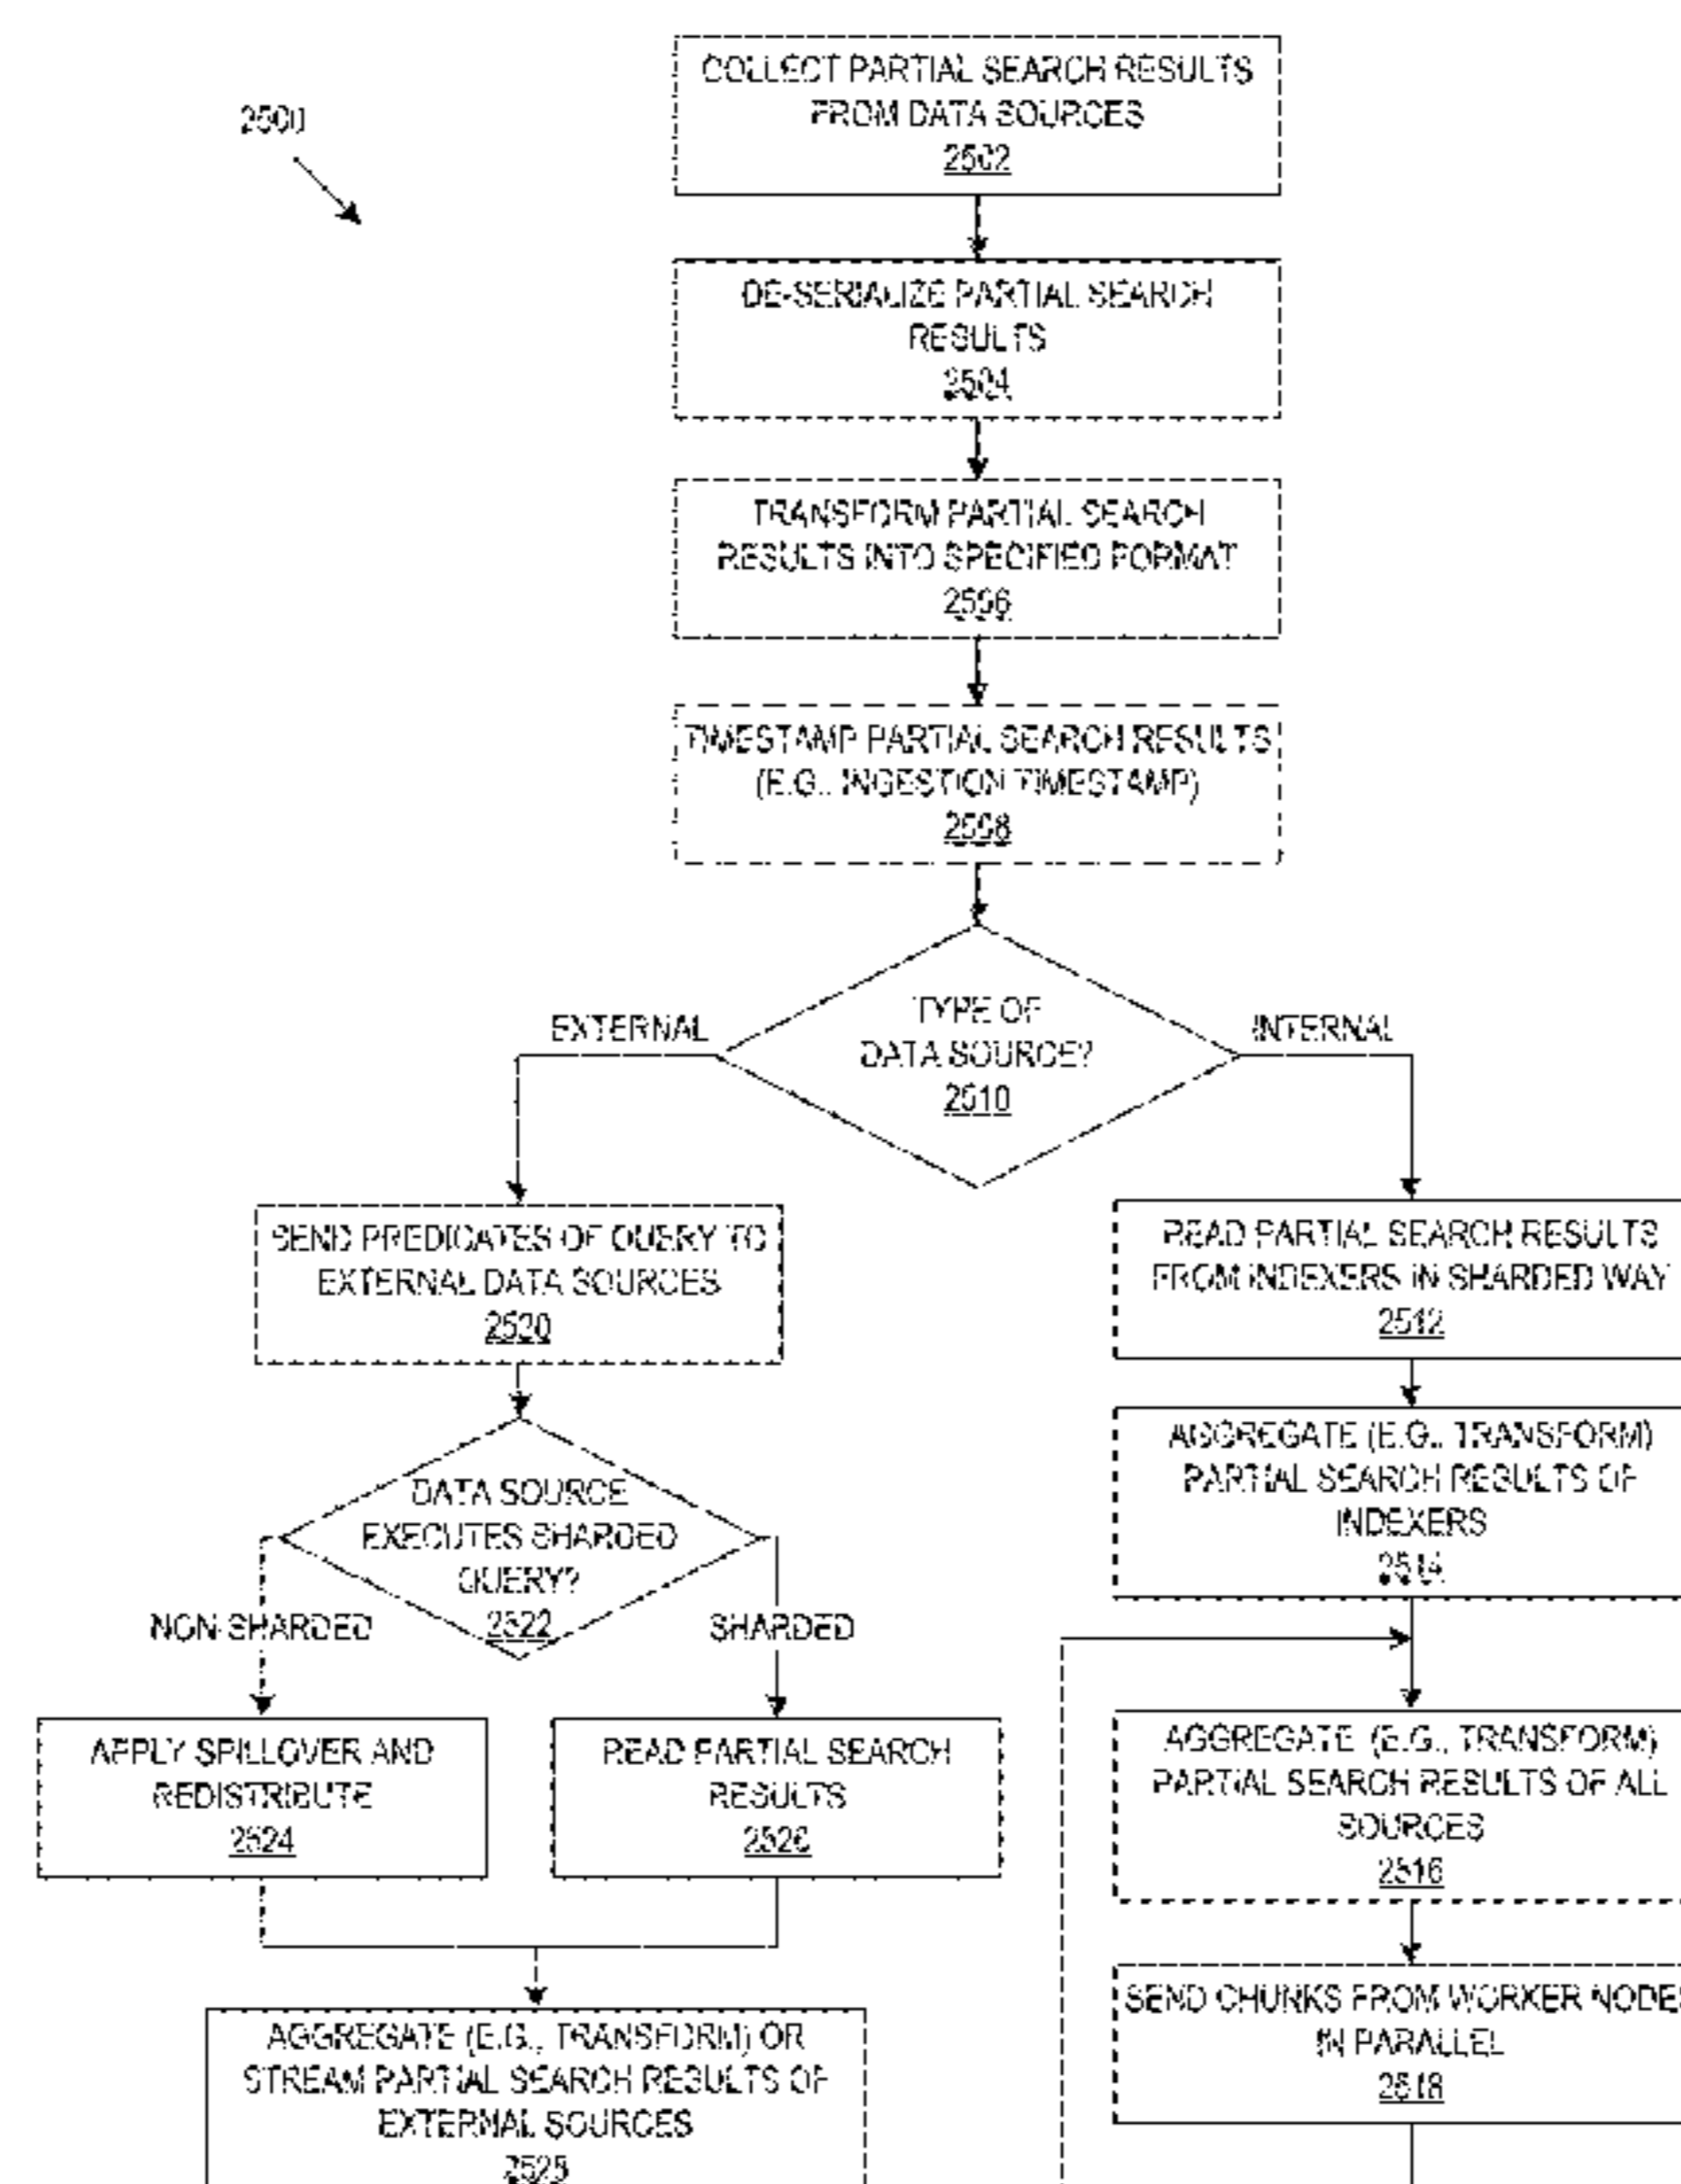 2500
COLLECT PARTIAL SEARCH RESULTS
FROM DATA SOURCES
2502
DE-SERIALIZE PARTIAL SEARCH
RESULTS
2504
TRANSFORM PARTIAL SEARCH
RESULTS INTO SPECIFIED FORMAT
2506
TIMESTAMP PARTIAL SEARCH RESULTS
(E.G., INGESTION TIMESTAMP)
2508
TYPE OF
DATA SOURCE?
2510
EXTERNAL
INTERNAL
SEND PREDICATES OF QUERY TO
EXTERNAL DATA SOURCES
2520
DATA SOURCE
EXECUTES SHARDED
QUERY?
2522
NON-SHARDED
SHARDED
APPLY SPILLOVER AND
REDISTRIBUTE
2524
READ PARTIAL SEARCH
RESULTS
2526
AGGREGATE (E.G., TRANSFORM) OR
STREAM PARTIAL SEARCH RESULTS OF
EXTERNAL SOURCES
READ PARTIAL SEARCH RESULTS
FROM INDEXERS IN SHARDED WAY
2512
AGGREGATE (E.G., TRANSFORM)
PARTIAL SEARCH RESULTS OF
INDEXERS
2514
AGGREGATE (E.G., TRANSFORM)
PARTIAL SEARCH RESULTS OF ALL
SOURCES
2516
SEND CHUNKS FROM WORKER NODES
IN PARALLEL
2518